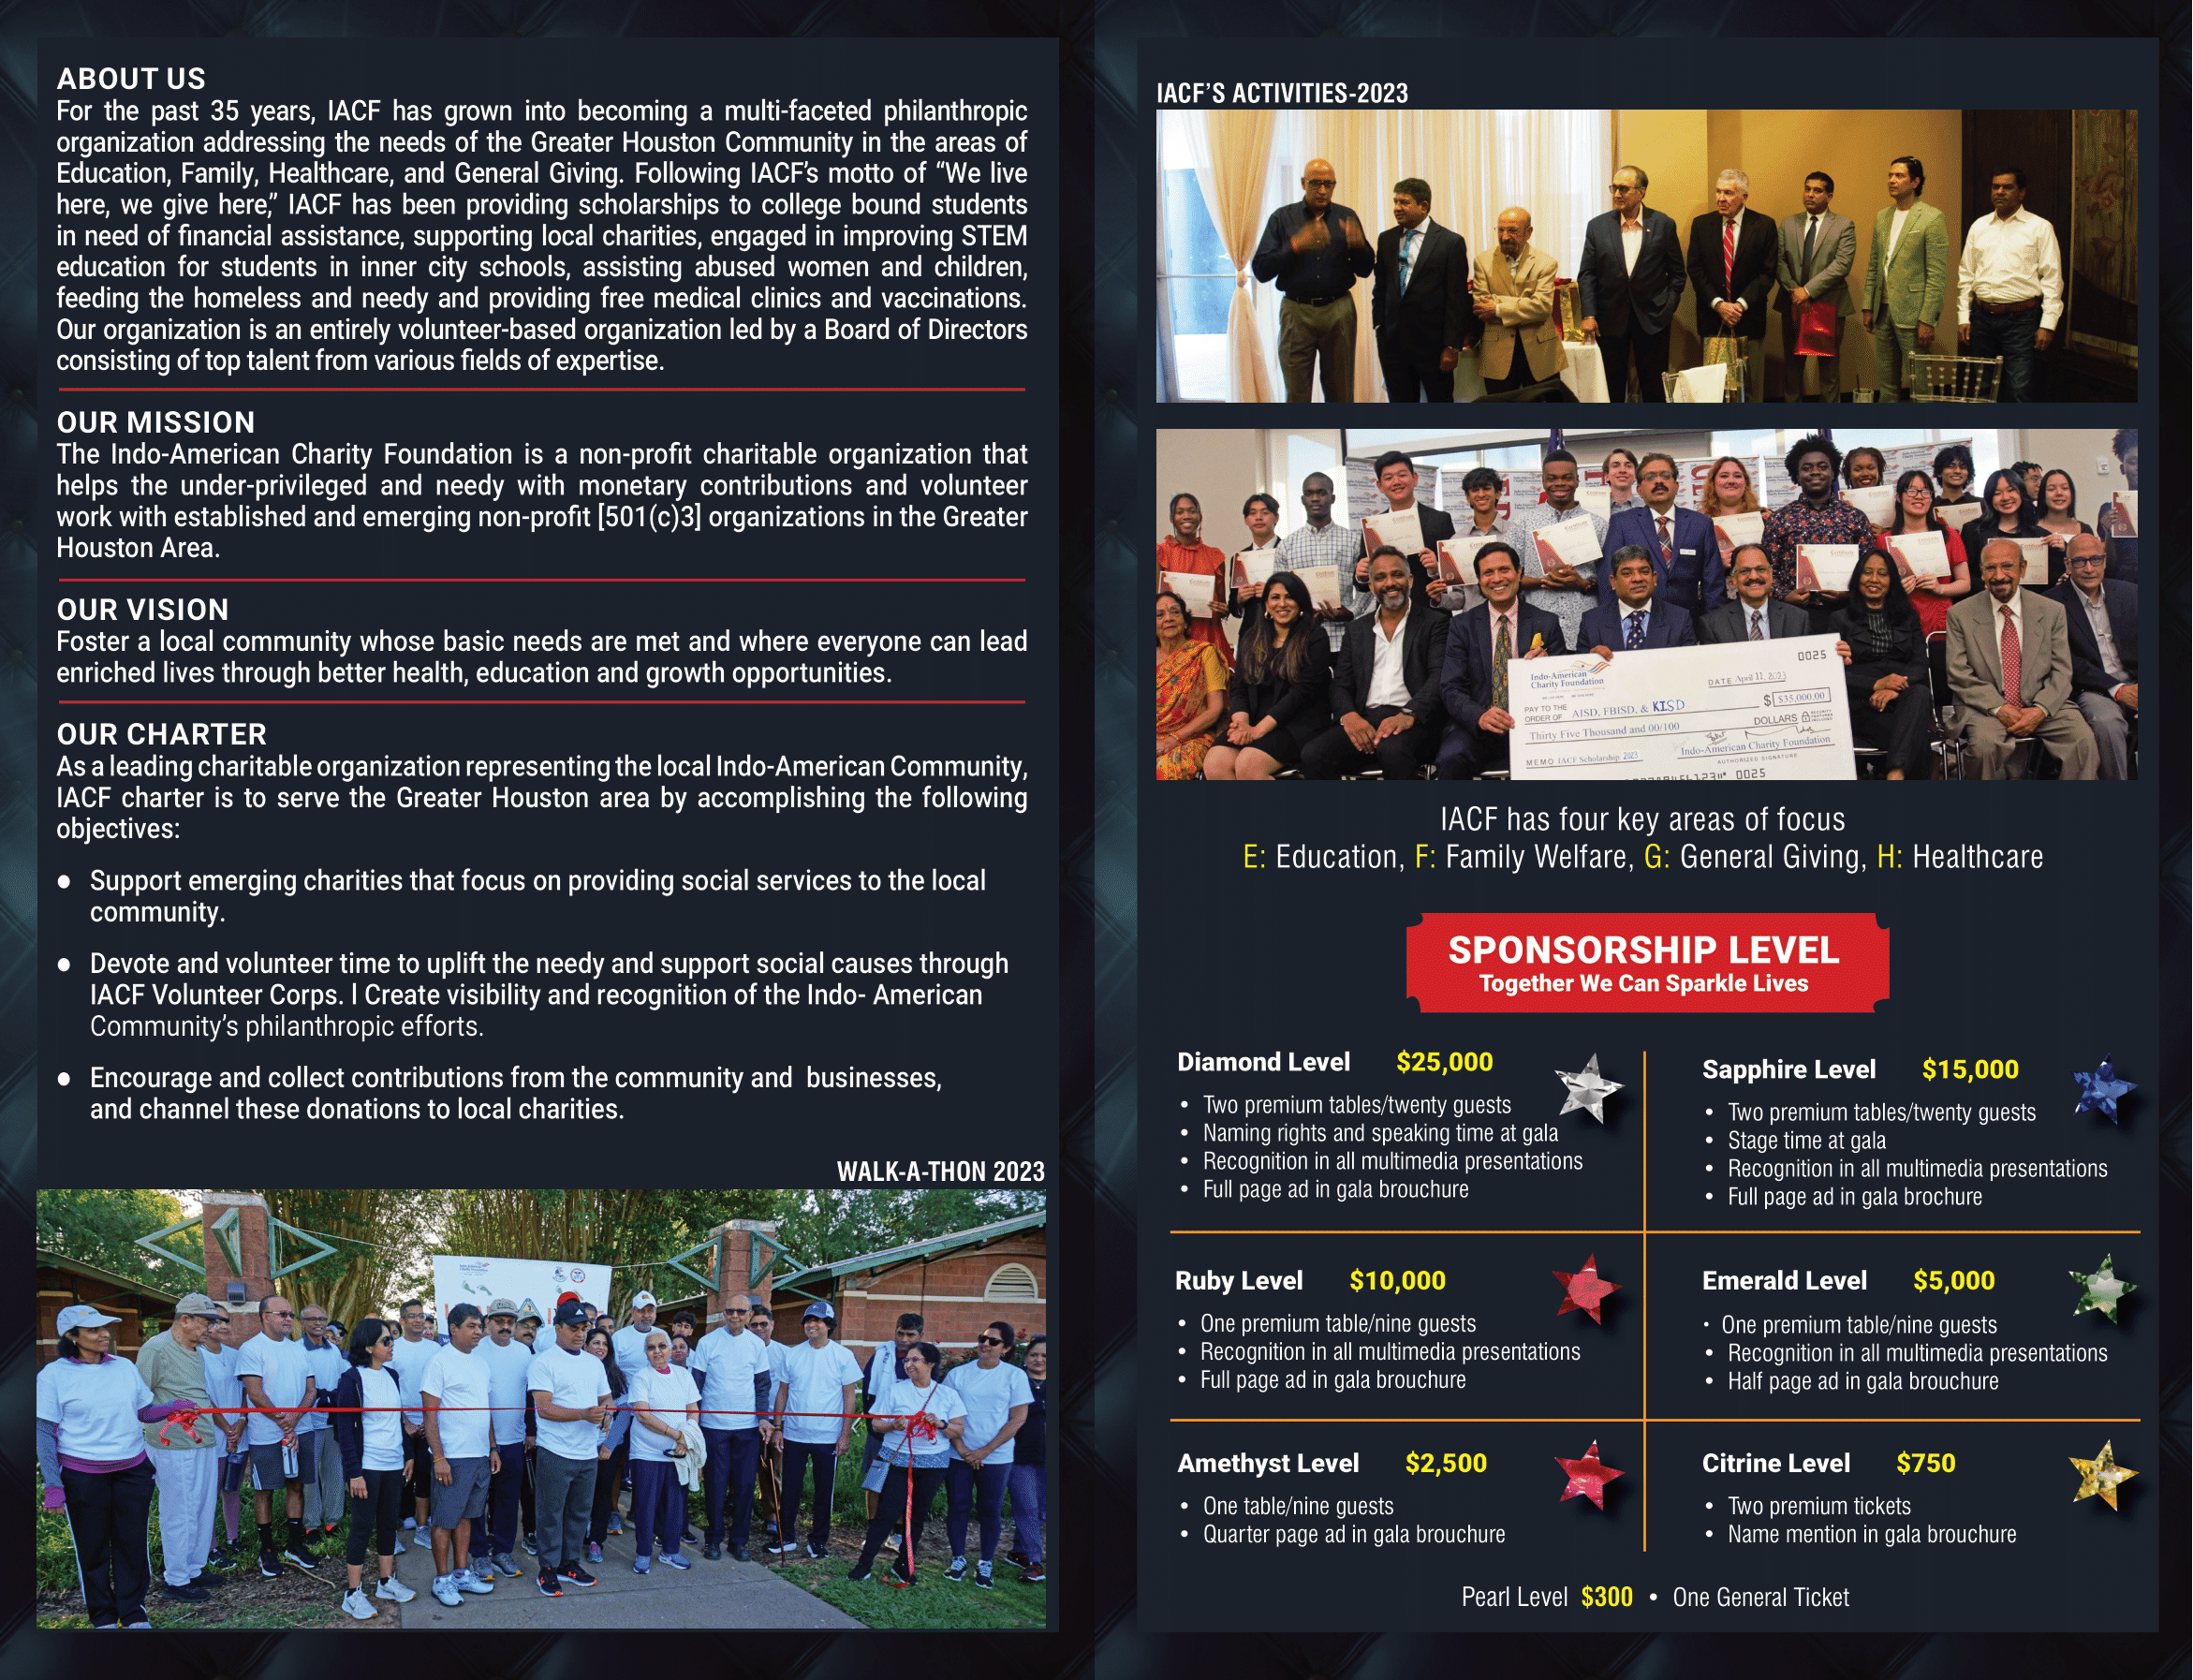 ABOUT US
For the past 35 years, IACF has grown into becoming a multi-faceted philanthropic
organization addressing the needs of the Greater Houston Community in the areas of
Education, Family, Healthcare, and General Giving. Following IACF's motto of "We live
here, we give here," IACF has been providing scholarships to college bound students
in need of financial assistance, supporting local charities, engaged in improving STEM
education for students in inner city schools, assisting abused women and children,
feeding the homeless and needy and providing free medical clinics and vaccinations.
Our organization is an entirely volunteer-based organization led by a Board of Directors
consisting of top talent from various fields of expertise.
OUR MISSION
The Indo-American Charity Foundation is a non-profit charitable organization that
helps the under-privileged and needy with monetary contributions and volunteer
work with established and emerging non-profit [501(c)3] organizations in the Greater
Houston Area.
OUR VISION
Foster a local community whose basic needs are met and where everyone can lead
enriched lives through better health, education and growth opportunities.
OUR CHARTER
As a leading charitable organization representing the local Indo-American Community,
IACF charter is to serve the Greater Houston area by accomplishing the following
objectives:
• Support emerging charities that focus on providing social services to the local
community.
• Devote and volunteer time to uplift the needy and support social causes through
IACF Volunteer Corps. l Create visibility and recognition of the Indo- American
Community's philanthropic efforts.
• Encourage and collect contributions from the community and businesses,
and channel these donations to local charities.
WALK-A-THON 2023
Indo-American
Charity Foundation
IACF'S ACTIVITIES-2023
Indo-American
Charity Foundation
0025
DATE April 11, 2023
PAY TO THE
ORDER OF AISD, FBISD, & KISD
$ $35,000.00
Thirty Five Thousand and 00/100
DOLLARS
Indo-American Charity Foundation
MEMO IACF Scholarship 2023
AUTHORIZED SIGNATURE
0025
IACF has four key areas of focus
E: Education, F: Family Welfare, G: General Giving, H: Healthcare
SPONSORSHIP LEVEL
Together We Can Sparkle Lives
Diamond Level $25,000
• Two premium tables/twenty guests
• Naming rights and speaking time at gala
• Recognition in all multimedia presentations
• Full page ad in gala brouchure
Sapphire Level $15,000
• Two premium tables/twenty guests
• Stage time at gala
• Recognition in all multimedia presentations
• Full page ad in gala brochure
Ruby Level $10,000
• One premium table/nine guests
• Recognition in all multimedia presentations
• Full page ad in gala brouchure
Emerald Level $5,000
• One premium table/nine guests
• Recognition in all multimedia presentations
• Half page ad in gala brouchure
Amethyst Level $2,500
• One table/nine guests
• Quarter page ad in gala brouchure
Citrine Level $750
• Two premium tickets
• Name mention in gala brouchure
Pearl Level $300 • One General Ticket